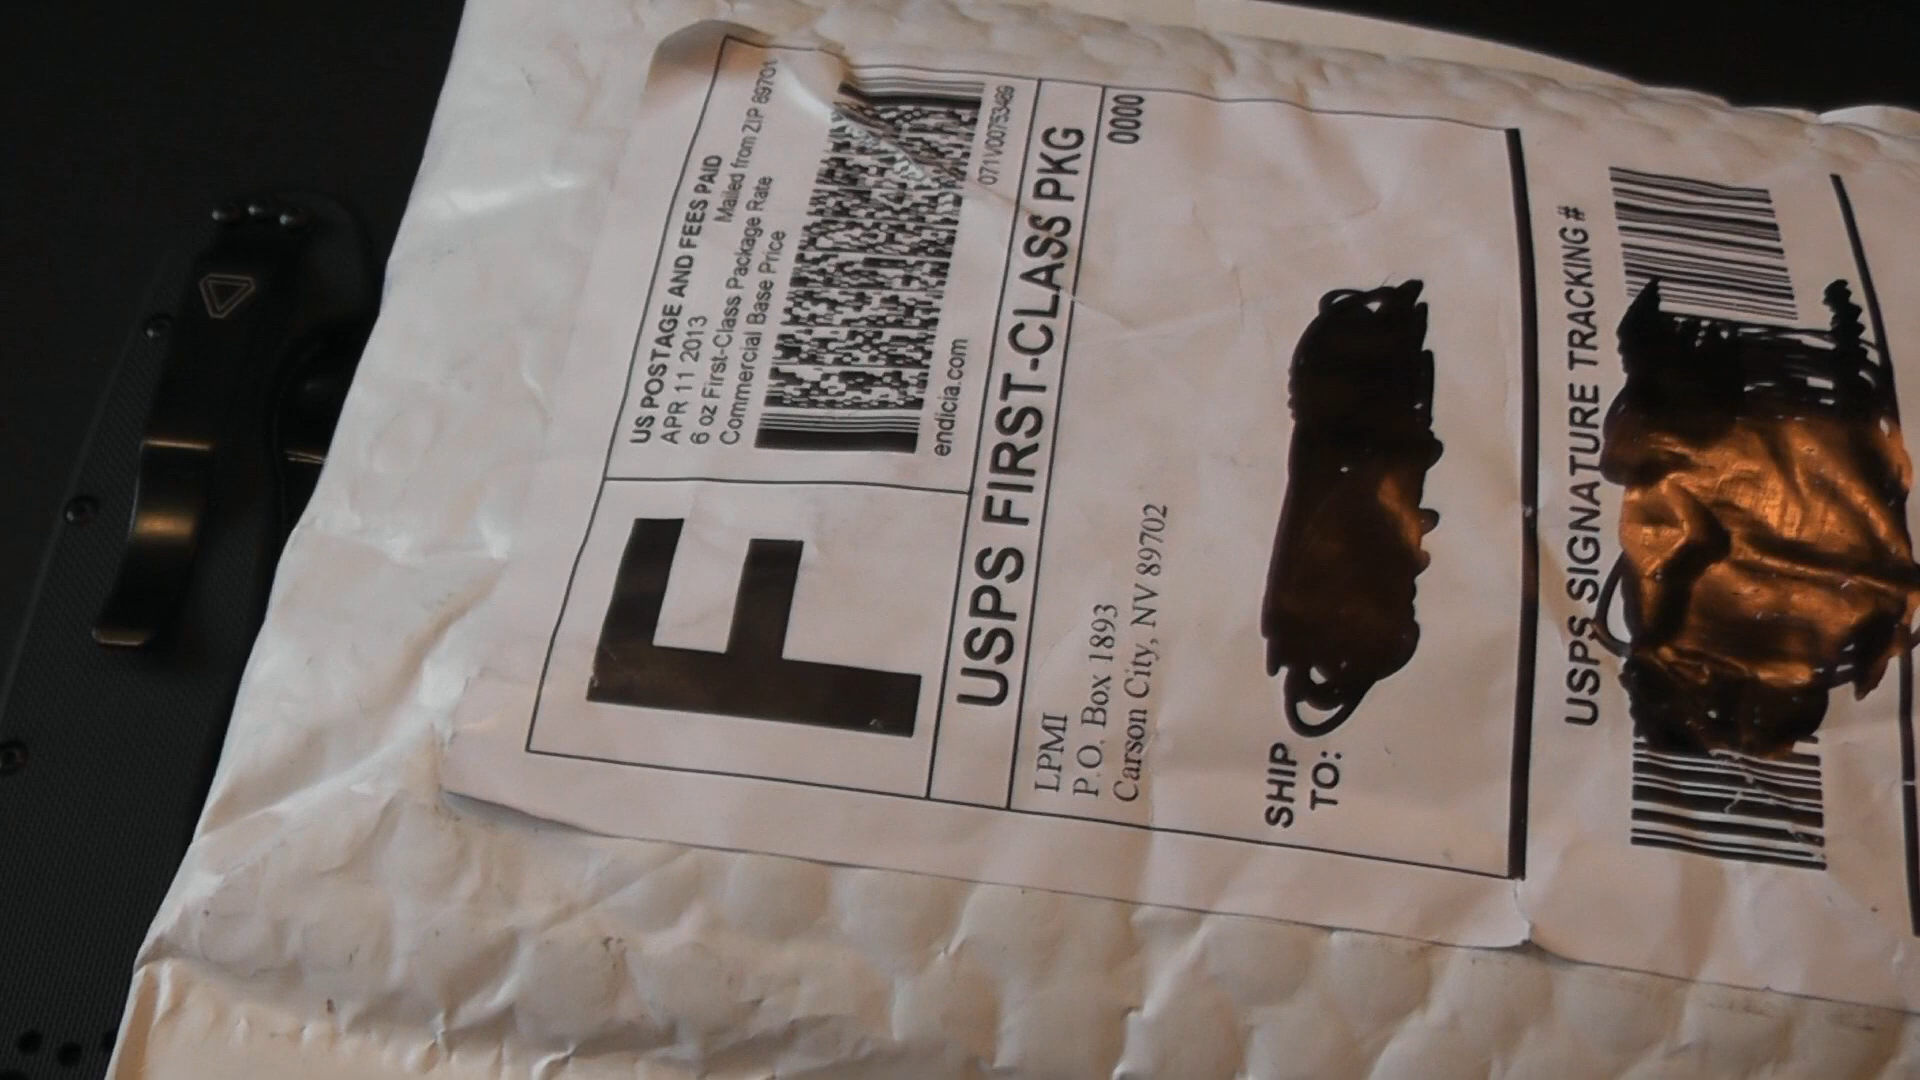 F
US POSTAGE AND FEES PAID
APR 11 2013
Mailed from ZIP 89701
6 oz First-Class Package Rate
Commercial Base Price
071V00753489
endicia.com
USPS FIRST-CLASS PKG
LPMI
P.O. Box 1893
Carson City, NV 89702
0000
SHIP
TO:
USPS SIGNATURE TRACKING #